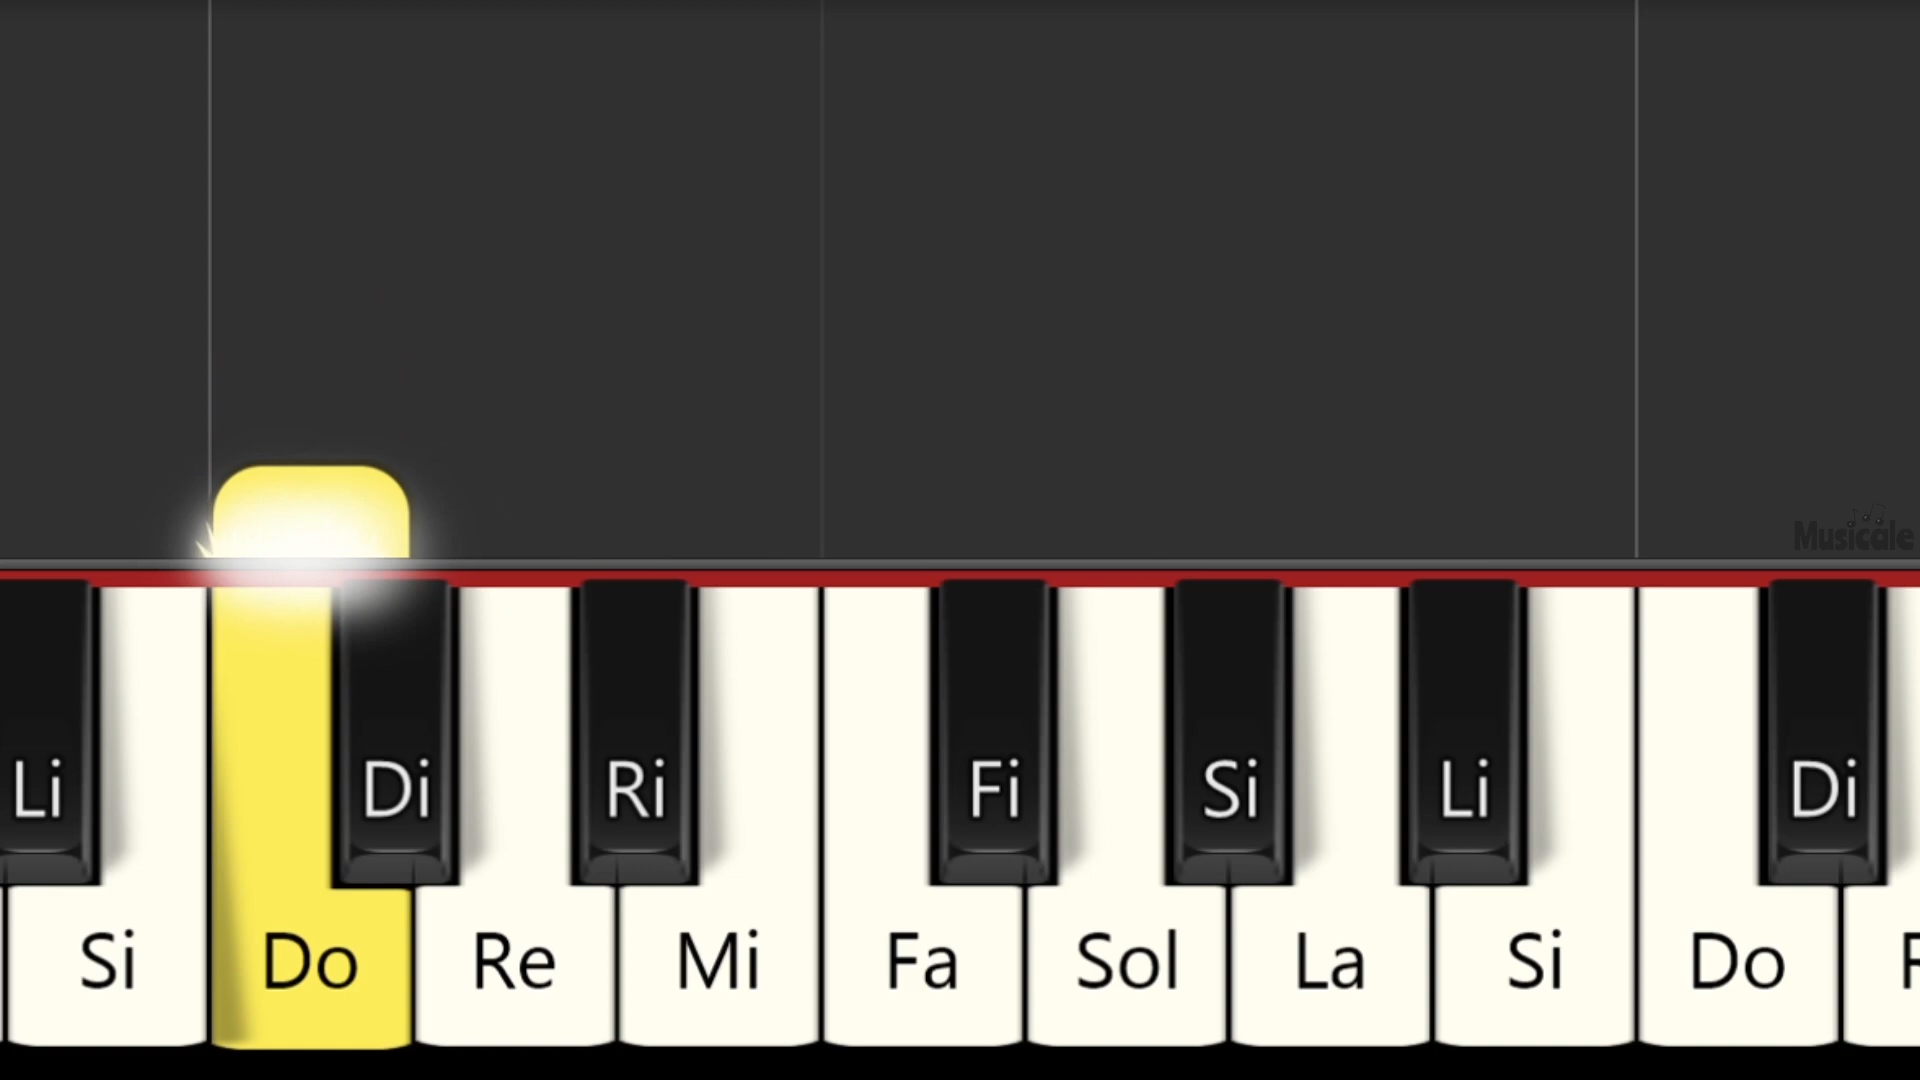 Musicale
Li Di Ri Fi Si Li Di
Si Do Re Mi Fa Sol La Si Do